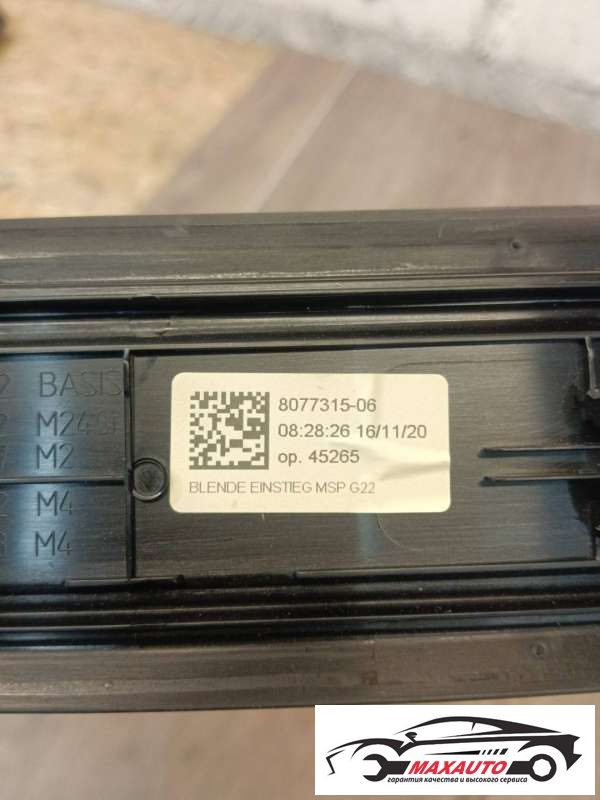 BASIS
M240i
M2
M4
M4
8077315-06
08:28:26 16/11/20
op. 45265
BLENDE EINSTIEG MSP G22
MAXAUTO
гарантия качества и высокого сервиса